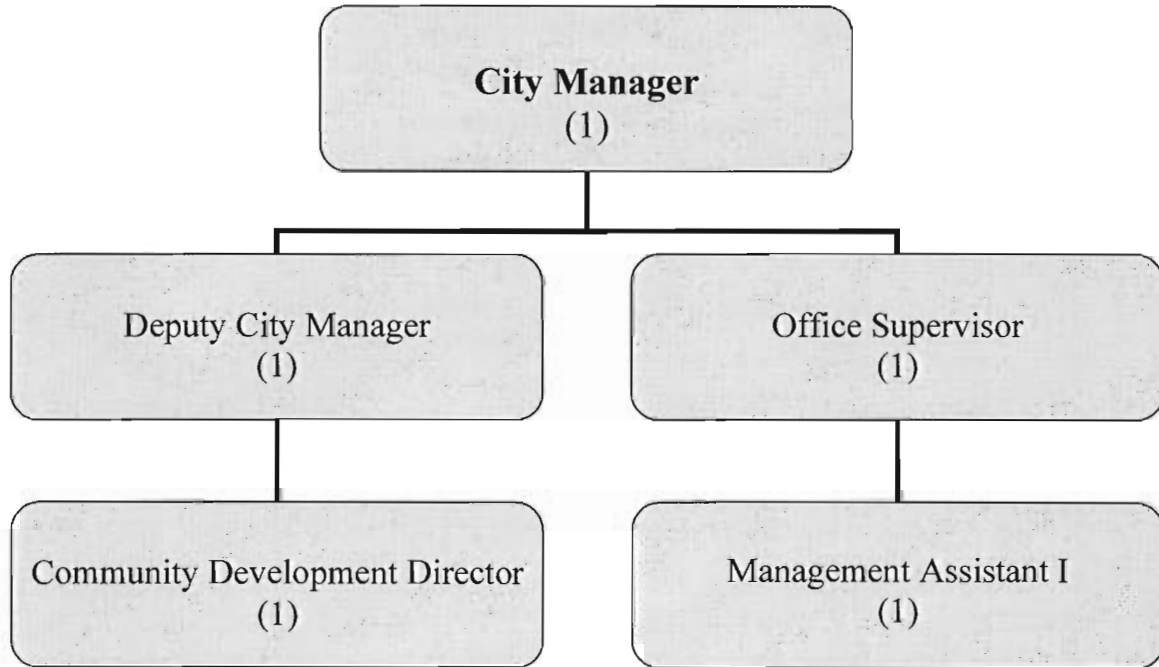 City Manager
(1)
Deputy City Manager
(1)
Office Supervisor
(1)
Community Development Director
(1)
Management Assistant I
(1)